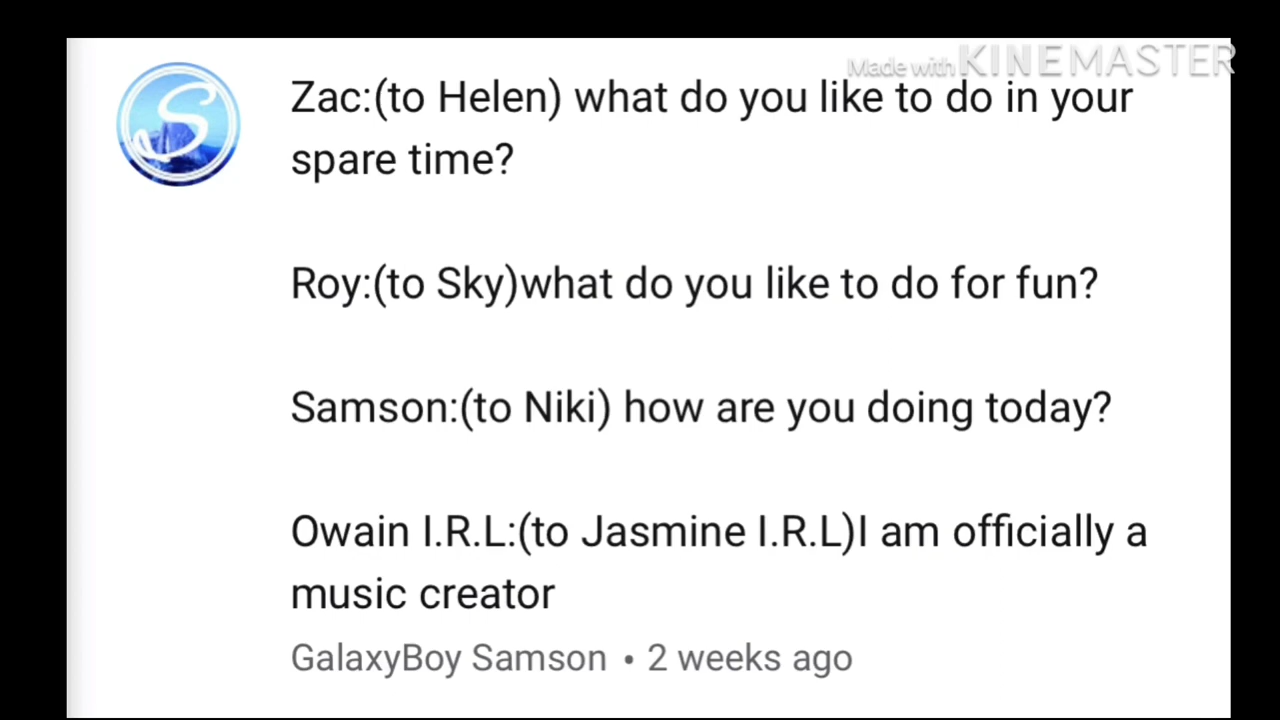 Made with KINEMASTER
S
Zac:(to Helen) what do you like to do in your
spare time?
Roy:(to Sky)what do you like to do for fun?
Samson:(to Niki) how are you doing today?
Owain I.R.L:(to Jasmine I.R.L)I am officially a
music creator
GalaxyBoy Samson • 2 weeks ago